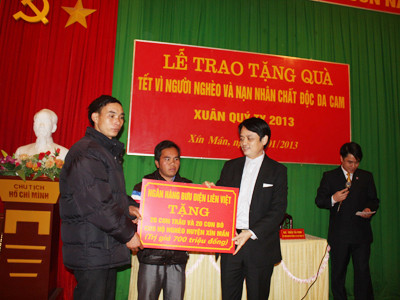 LỄ TRAO TẶNG QUÀ
TẾT VÌ NGƯỜI NGHÈO VÀ NẠN NHÂN CHẤT ĐỘC DA CAM
XUÂN QUÝ TỴ 2013
Xín Mần, ngày /01/2013
NGÂN HÀNG BƯU ĐIỆN LIÊN VIỆT
TẶNG
20 CON TRÂU VÀ 20 CON BÒ
CHO HỘ NGHÈO HUYỆN XÍN MẦN
(Trị giá 700 triệu đồng)
CHỦ TỊCH
HỒ CHÍ MINH